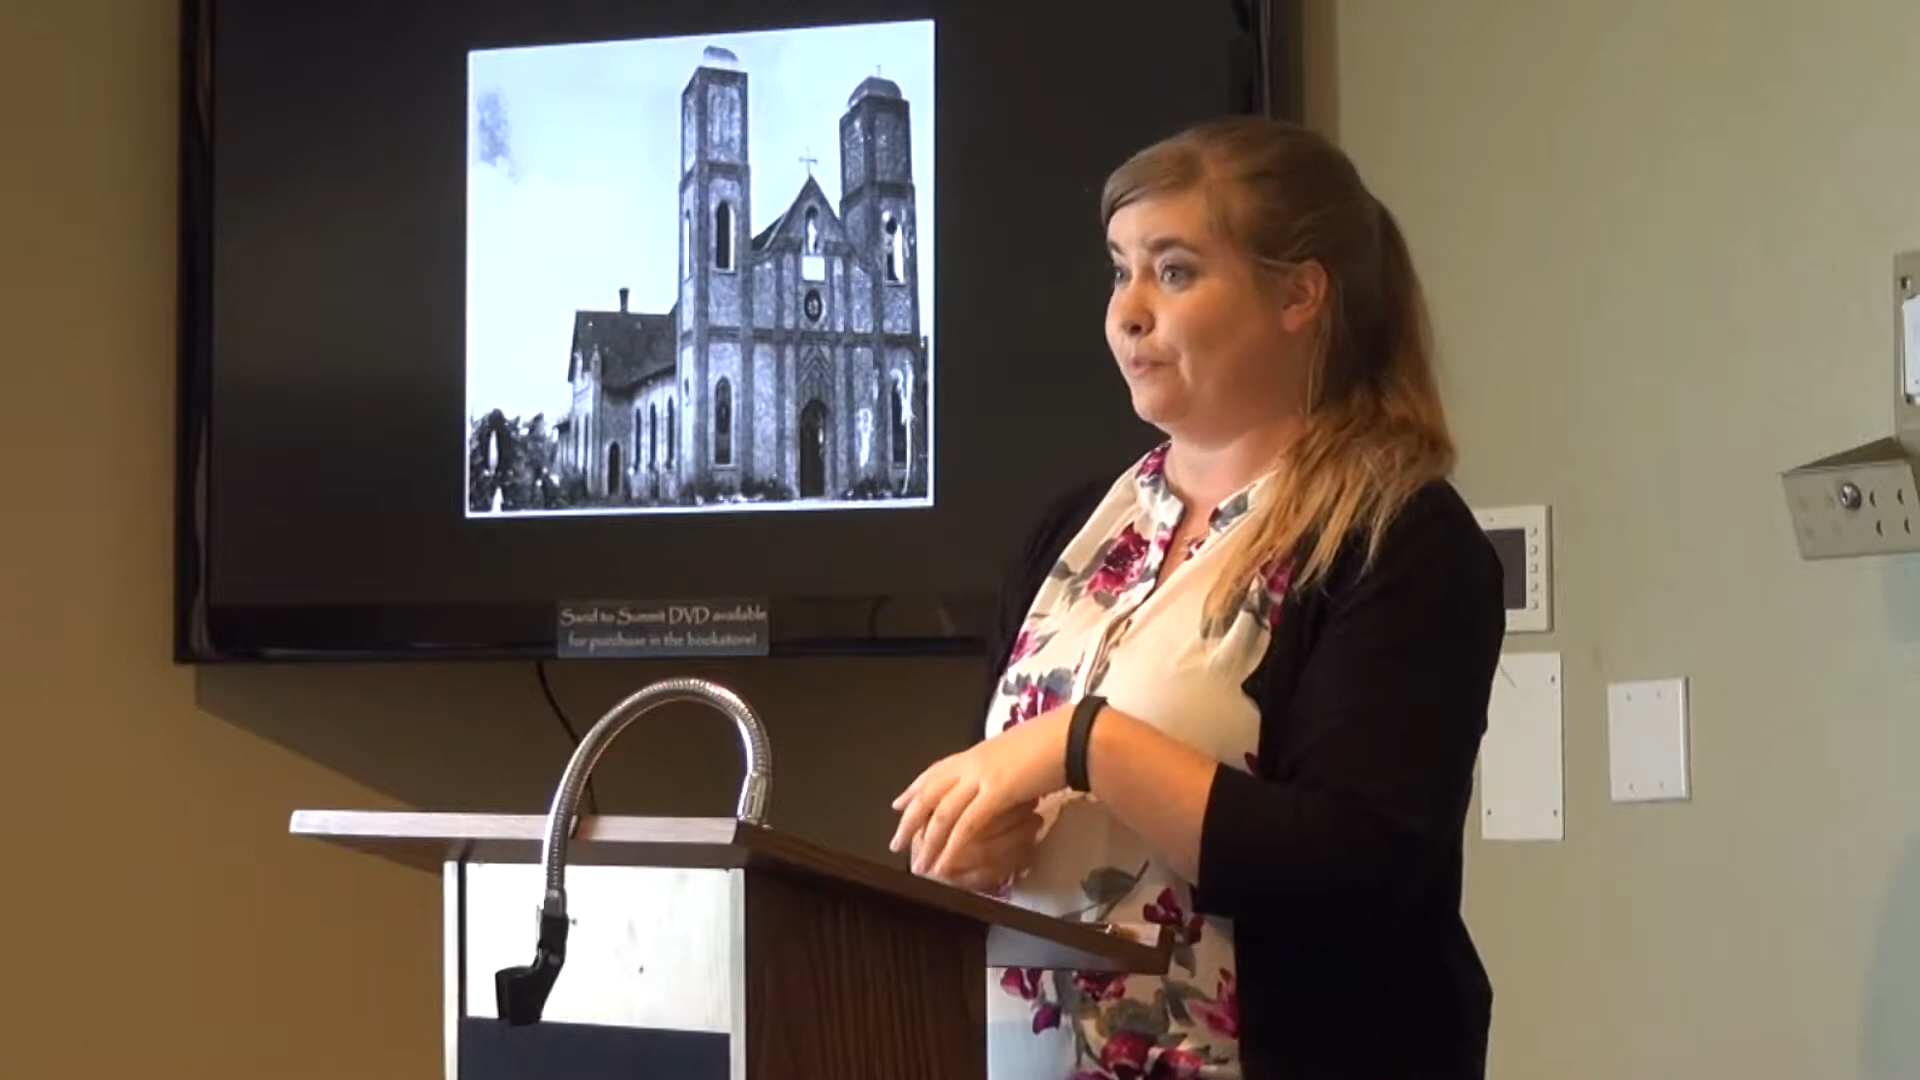 Sand to Summit DVD available
for purchase in the bookstore!